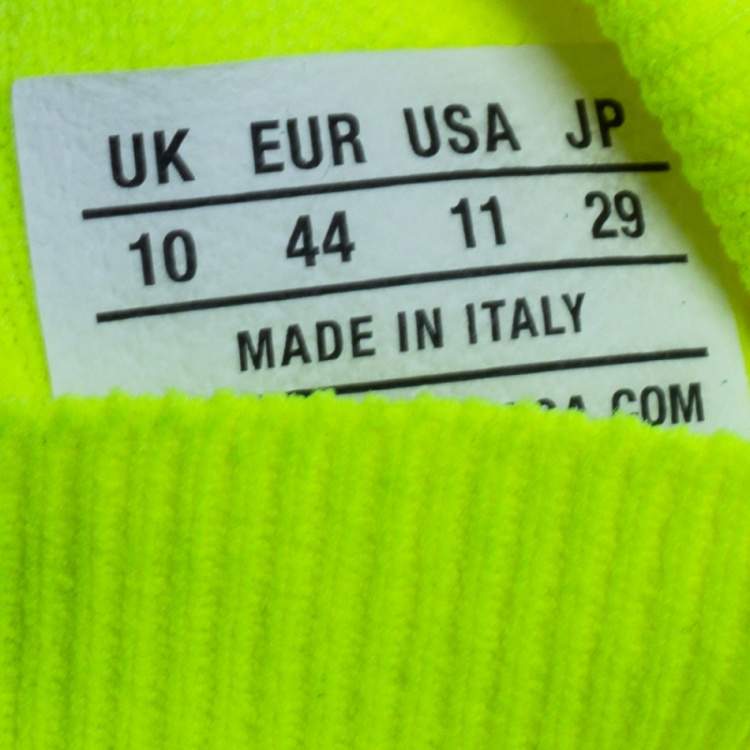 UK EUR USA JP
10 44 11 29
MADE IN ITALY
COM